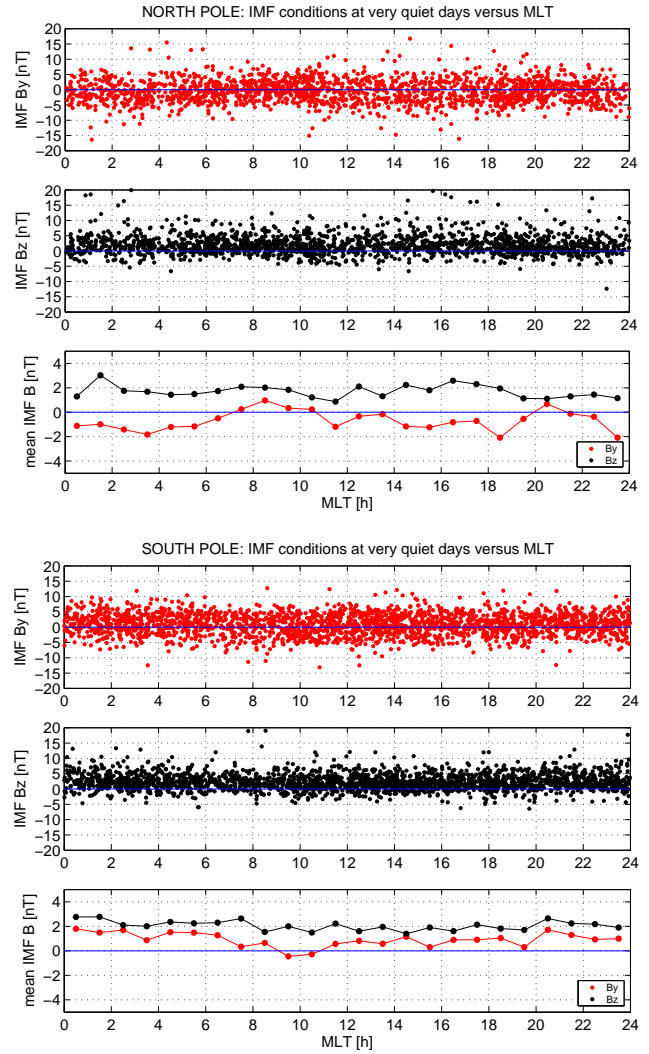 NORTH POLE: IMF conditions at very quiet days versus MLT
IMF By [nT]
20
15
10
5
0
−5
−10
−15
−20
0 2 4 6 8 10 12 14 16 18 20 22 24
IMF Bz [nT]
20
15
10
5
0
−5
−10
−15
−20
0 2 4 6 8 10 12 14 16 18 20 22 24
mean IMF B [nT]
4
2
0
−2
−4
By
Bz
0 2 4 6 8 10 12 14 16 18 20 22 24
MLT [h]
SOUTH POLE: IMF conditions at very quiet days versus MLT
IMF By [nT]
20
15
10
5
0
−5
−10
−15
−20
0 2 4 6 8 10 12 14 16 18 20 22 24
IMF Bz [nT]
20
15
10
5
0
−5
−10
−15
−20
0 2 4 6 8 10 12 14 16 18 20 22 24
mean IMF B [nT]
4
2
0
−2
−4
By
Bz
0 2 4 6 8 10 12 14 16 18 20 22 24
MLT [h]